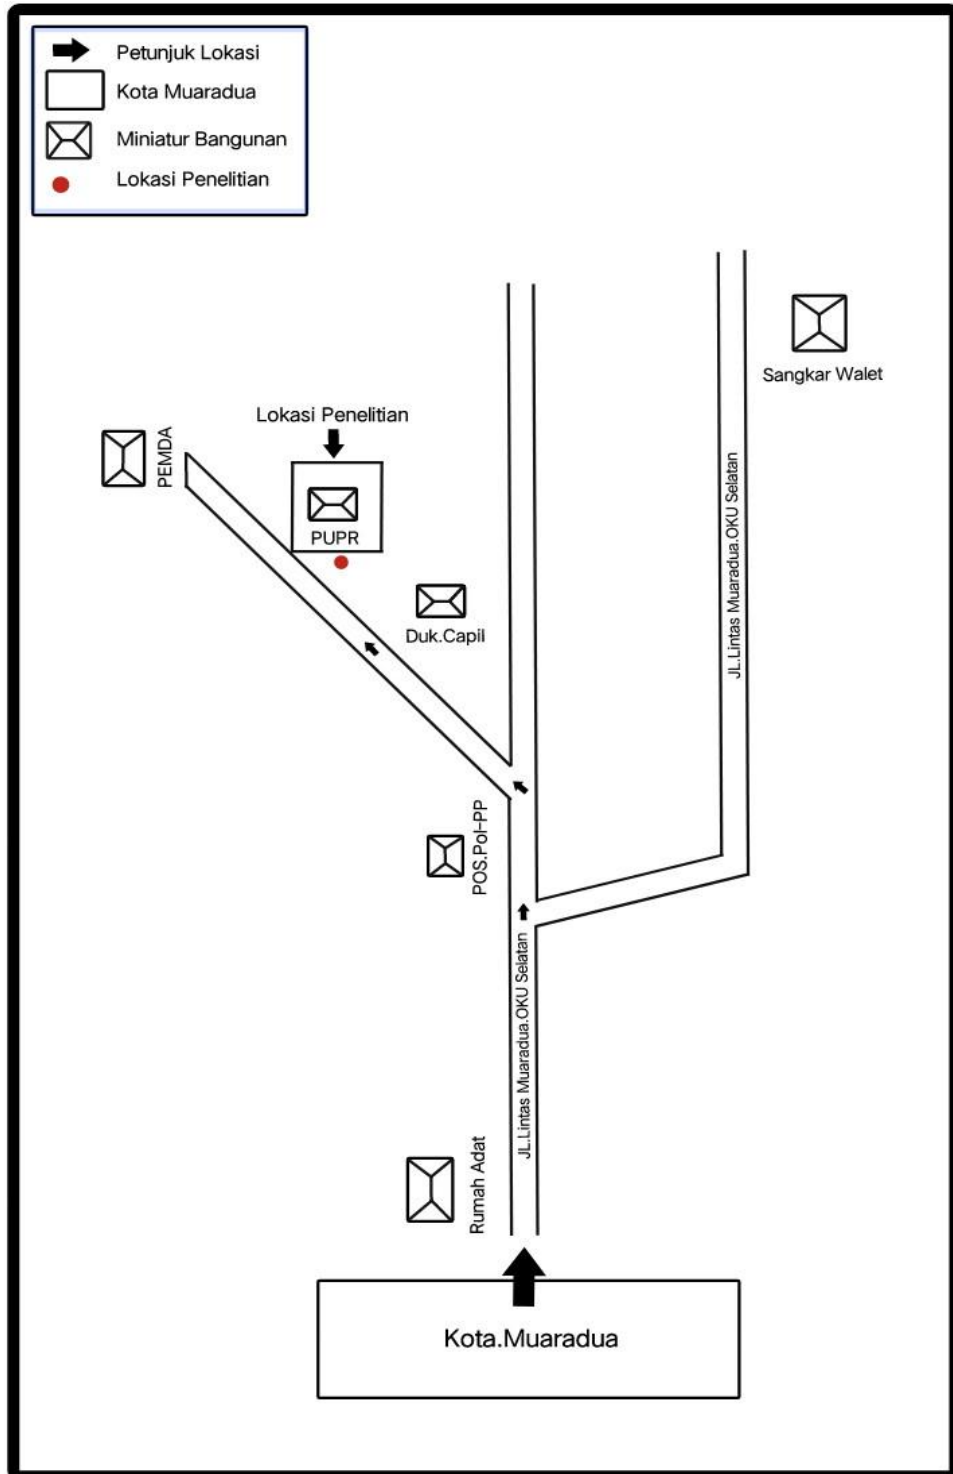 Petunjuk Lokasi
Kota Muaradua
Miniatur Bangunan
Lokasi Penelitian
Sangkar Walet
Lokasi Penelitian
PEMDA
PUPR
JL.Lintas Muaradua.OKU Selatan
Duk.Capil
POS.Pol-PP
JL.Lintas Muaradua.OKU Selatan
Rumah Adat
Kota.Muaradua